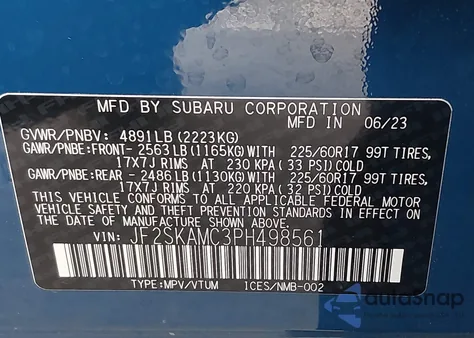 MFD BY SUBARU CORPORATION
MFD IN 06/23
GVWR/PNBV: 4891LB (2223KG)
GAWR/PNBE:FRONT- 2563LB (1165KG)WITH 225/60R17 99T TIRES,
17X7J RIMS AT 230 KPA (33 PSI)COLD
GAWR/PNBE:REAR - 2486LB (1130KG)WITH 225/60R17 99T TIRES,
17X7J RIMS AT 220 KPA (32 PSI)COLD
THIS VEHICLE CONFORMS TO ALL APPLICABLE FEDERAL MOTOR
VEHICLE SAFETY AND THEFT PREVENTION STANDARDS IN EFFECT
ON THE DATE OF MANUFACTURE SHOWN ABOVE.
VIN: JF2SKAMC3PH498561
TYPE:MPV/VTUM ICES/NMB-002
autoSnap